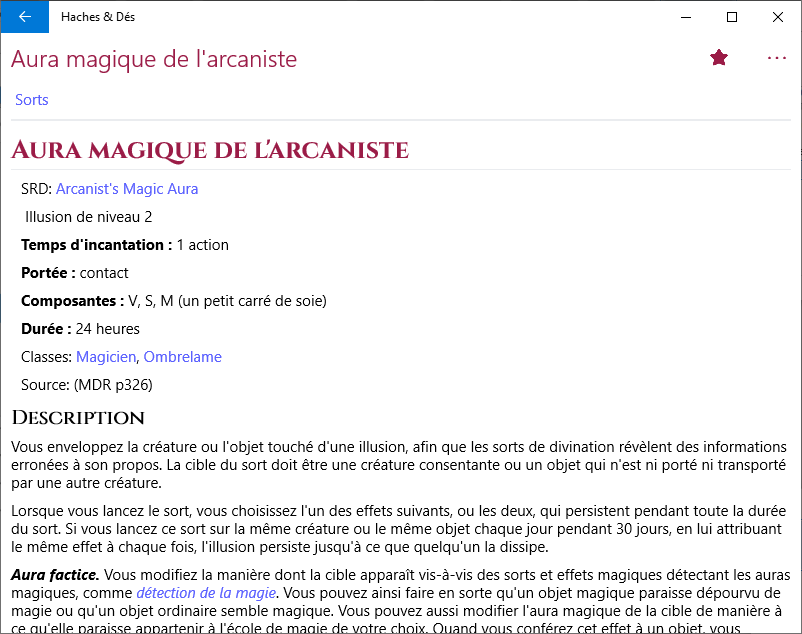 Haches & Dés
Aura magique de l'arcaniste
Sorts
Aura magique de l'arcaniste
SRD: Arcanist's Magic Aura
Illusion de niveau 2
Temps d'incantation : 1 action
Portée : contact
Composantes : V, S, M (un petit carré de soie)
Durée : 24 heures
Classes: Magicien, Ombrelame
Source: (MDR p326)
Description
Vous enveloppez la créature ou l'objet touché d'une illusion, afin que les sorts de divination révèlent des informations
erronées à son propos. La cible du sort doit être une créature consentante ou un objet qui n'est ni porté ni transporté
par une autre créature.
Lorsque vous lancez le sort, vous choisissez l'un des effets suivants, ou les deux, qui persistent pendant toute la durée
du sort. Si vous lancez ce sort sur la même créature ou le même objet chaque jour pendant 30 jours, en lui attribuant
le même effet à chaque fois, l'illusion persiste jusqu'à ce que quelqu'un la dissipe.
Aura factice. Vous modifiez la manière dont la cible apparaît vis-à-vis des sorts et effets magiques détectant les auras
magiques, comme détection de la magie. Vous pouvez ainsi faire en sorte qu'un objet magique paraisse dépourvu de
magie ou qu'un objet ordinaire semble magique. Vous pouvez aussi modifier l'aura magique de la cible de manière à
ce qu'elle paraisse appartenir à l'école de magie de votre choix. Quand vous conférez cet effet à un objet, vous